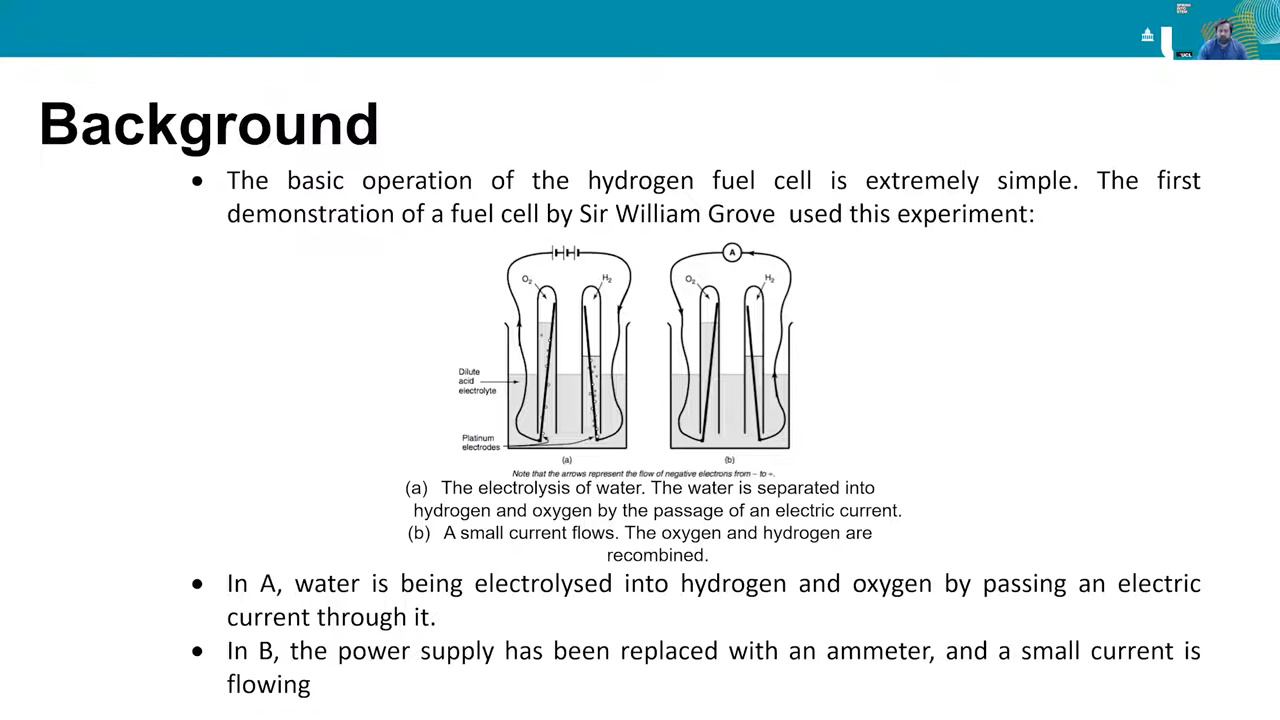 SPRING
INTO
STEM
UCL
Background
• The basic operation of the hydrogen fuel cell is extremely simple. The first
demonstration of a fuel cell by Sir William Grove used this experiment:
A
O2
H2
O2
H2
Dilute
acid
electrolyte
Platinum
electrodes
(a)
(b)
Note that the arrows represent the flow of negative electrons from – to +.
(a) The electrolysis of water. The water is separated into
hydrogen and oxygen by the passage of an electric current.
(b) A small current flows. The oxygen and hydrogen are
recombined.
• In A, water is being electrolysed into hydrogen and oxygen by passing an electric
current through it.
• In B, the power supply has been replaced with an ammeter, and a small current is
flowing